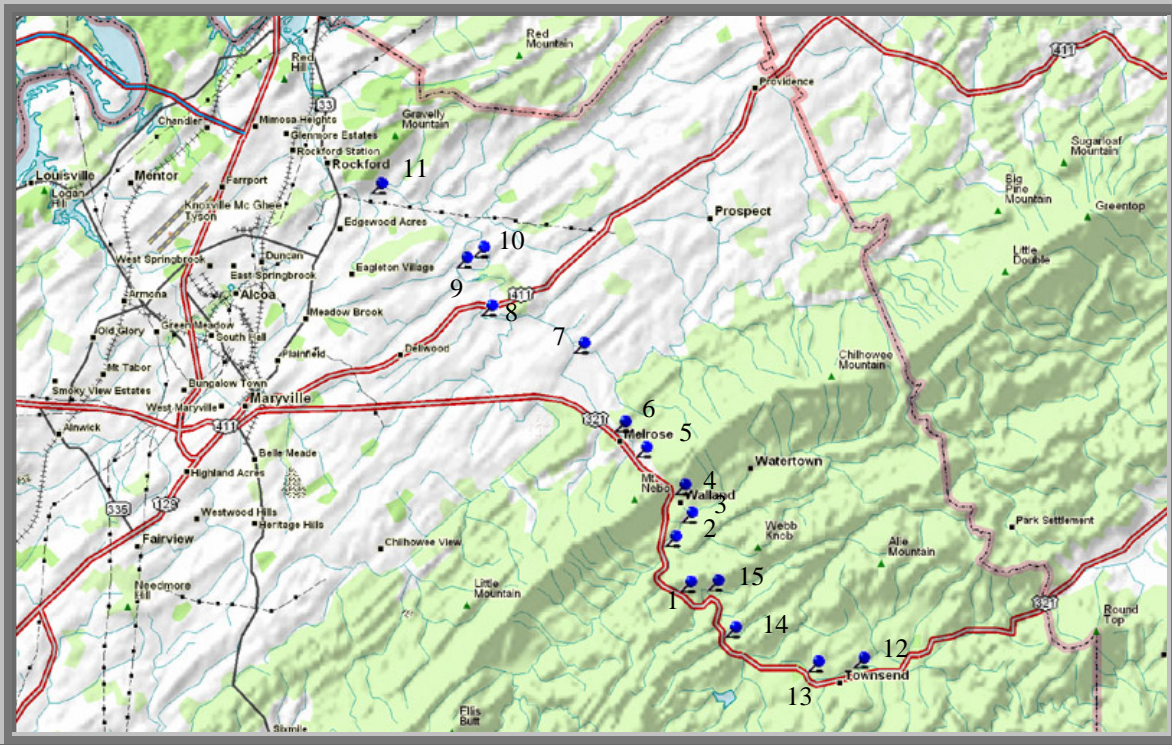 Red
Mountain
411
Red
Hill
Providence
33
Chandler
Mimosa Heights
Gravelly
Mountain
Glenmore Estates
Rockford Station
Rockford
Sugarloaf
Mountain
Louisville
Logan
Hill
Mentor
Farrport
11
Big
Pine
Mountain
Greentop
Knoxville Mc Ghee
Tyson
Edgewood Acres
Prospect
10
West Springbrook
Duncan
East Springbrook
Eagleton Village
Little
Double
9
Armona
Alcoa
411
8
Meadow Brook
Old Glory
Green Meadow
South Hall
7
Plainfield
Dellwood
Chilhowee
Mountain
Mt Tabor
Smoky View Estates
Bungalow Town
West Maryville
Maryville
6
321
Melrose
5
Alnwick
411
Belle Meade
Highland Acres
Watertown
Mt.
Nebo
4
Walland
3
335
129
Westwood Hills
Heritage Hills
2
Webb
Knob
Park Settlement
Fairview
Chilhowee View
Alie
Mountain
Needmore
Hill
Little
Mountain
1
15
321
Round
Top
14
12
Townsend
13
Ellis
Butt
Sixmile